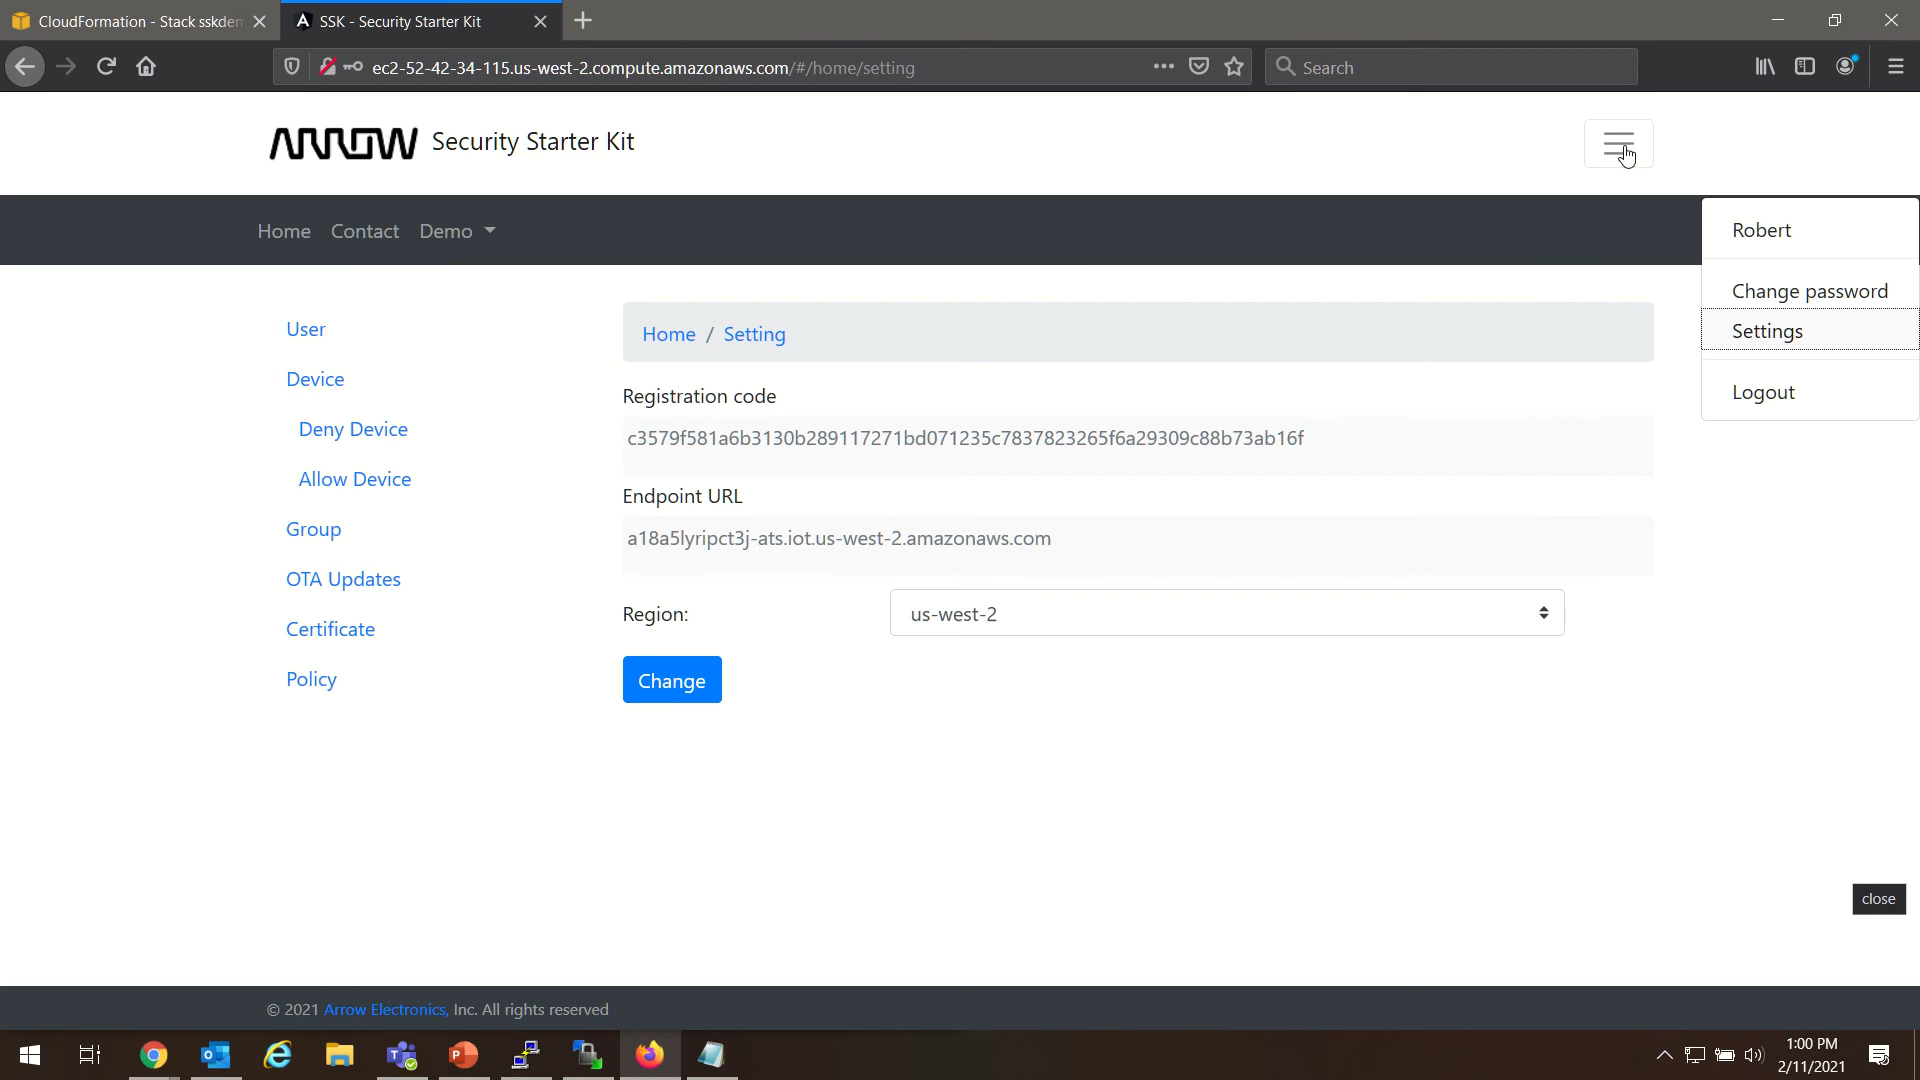 CloudFormation - Stack sskdem
SSK - Security Starter Kit
ec2-52-42-34-115.us-west-2.compute.amazonaws.com/#/home/setting
Search
ARROW Security Starter Kit
Home Contact Demo
Robert
Change password
Settings
Logout
User
Device
Deny Device
Allow Device
Group
OTA Updates
Certificate
Policy
Home / Setting
Registration code
c3579f581a6b3130b289117271bd071235c7837823265f6a29309c88b73ab16f
Endpoint URL
a18a5lyripct3j-ats.iot.us-west-2.amazonaws.com
Region: us-west-2
Change
close
© 2021 Arrow Electronics, Inc. All rights reserved
1:00 PM
2/11/2021